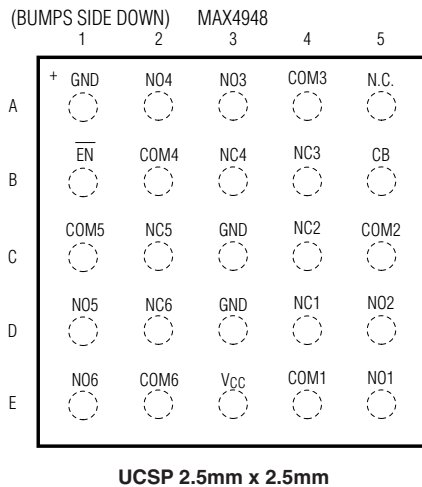 (BUMPS SIDE DOWN) MAX4948
1 2 3 4 5
+ GND NO4 NO3 COM3 N.C.
A
EN COM4 NC4 NC3 CB
B
COM5 NC5 GND NC2 COM2
C
NO5 NC6 GND NC1 NO2
D
NO6 COM6 VCC COM1 NO1
E
UCSP 2.5mm x 2.5mm